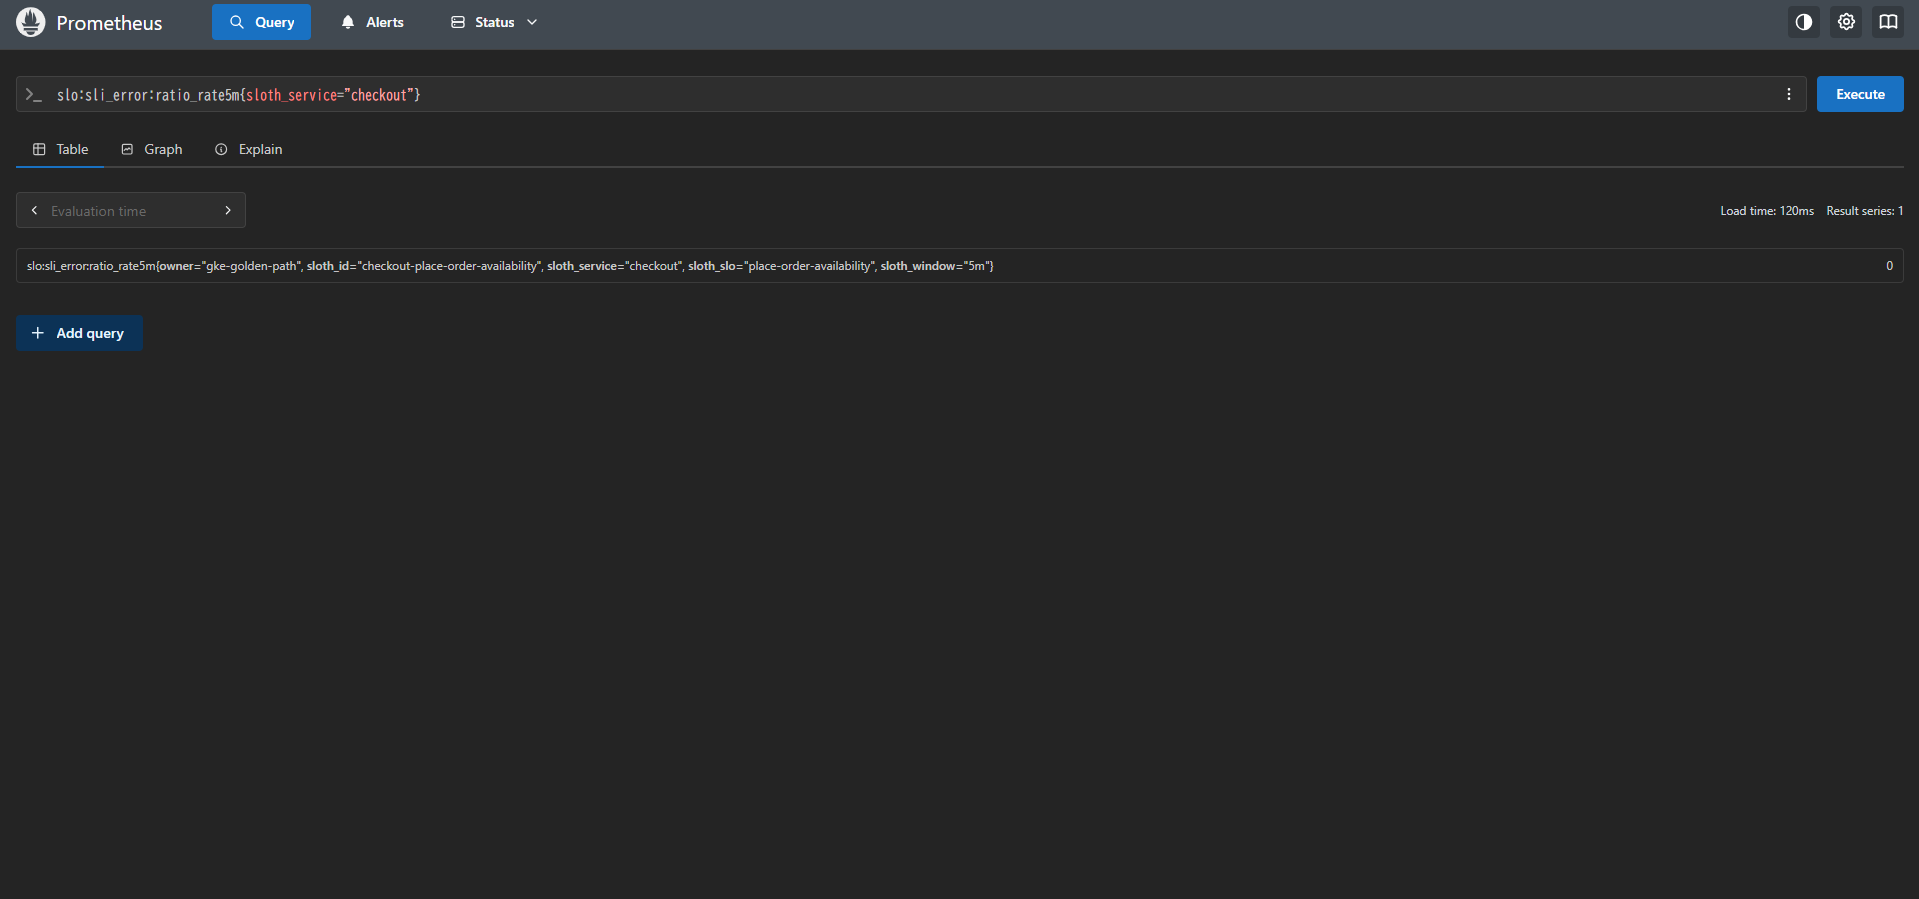 Prometheus Query Alerts Status
slo:sli_error:ratio_rate5m{sloth_service="checkout"} Execute
Table Graph Explain
Evaluation time Load time: 120ms Result series: 1
slo:sli_error:ratio_rate5m{owner="gke-golden-path", sloth_id="checkout-place-order-availability", sloth_service="checkout", sloth_slo="place-order-availability", sloth_window="5m"} 0
Add query